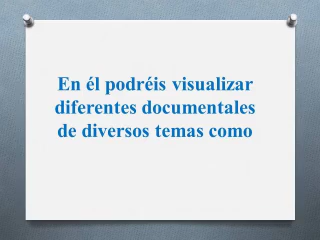 En él podréis visualizar
diferentes documentales
de diversos temas como